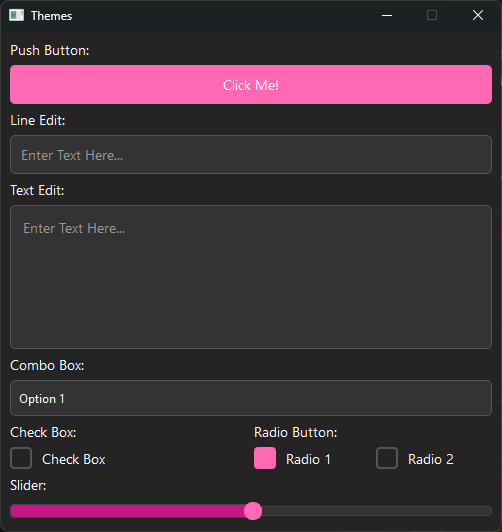 Themes
Push Button:
Click Me!
Line Edit:
Enter Text Here...
Text Edit:
Enter Text Here...
Combo Box:
Option 1
Check Box: Radio Button:
Check Box Radio 1 Radio 2
Slider: